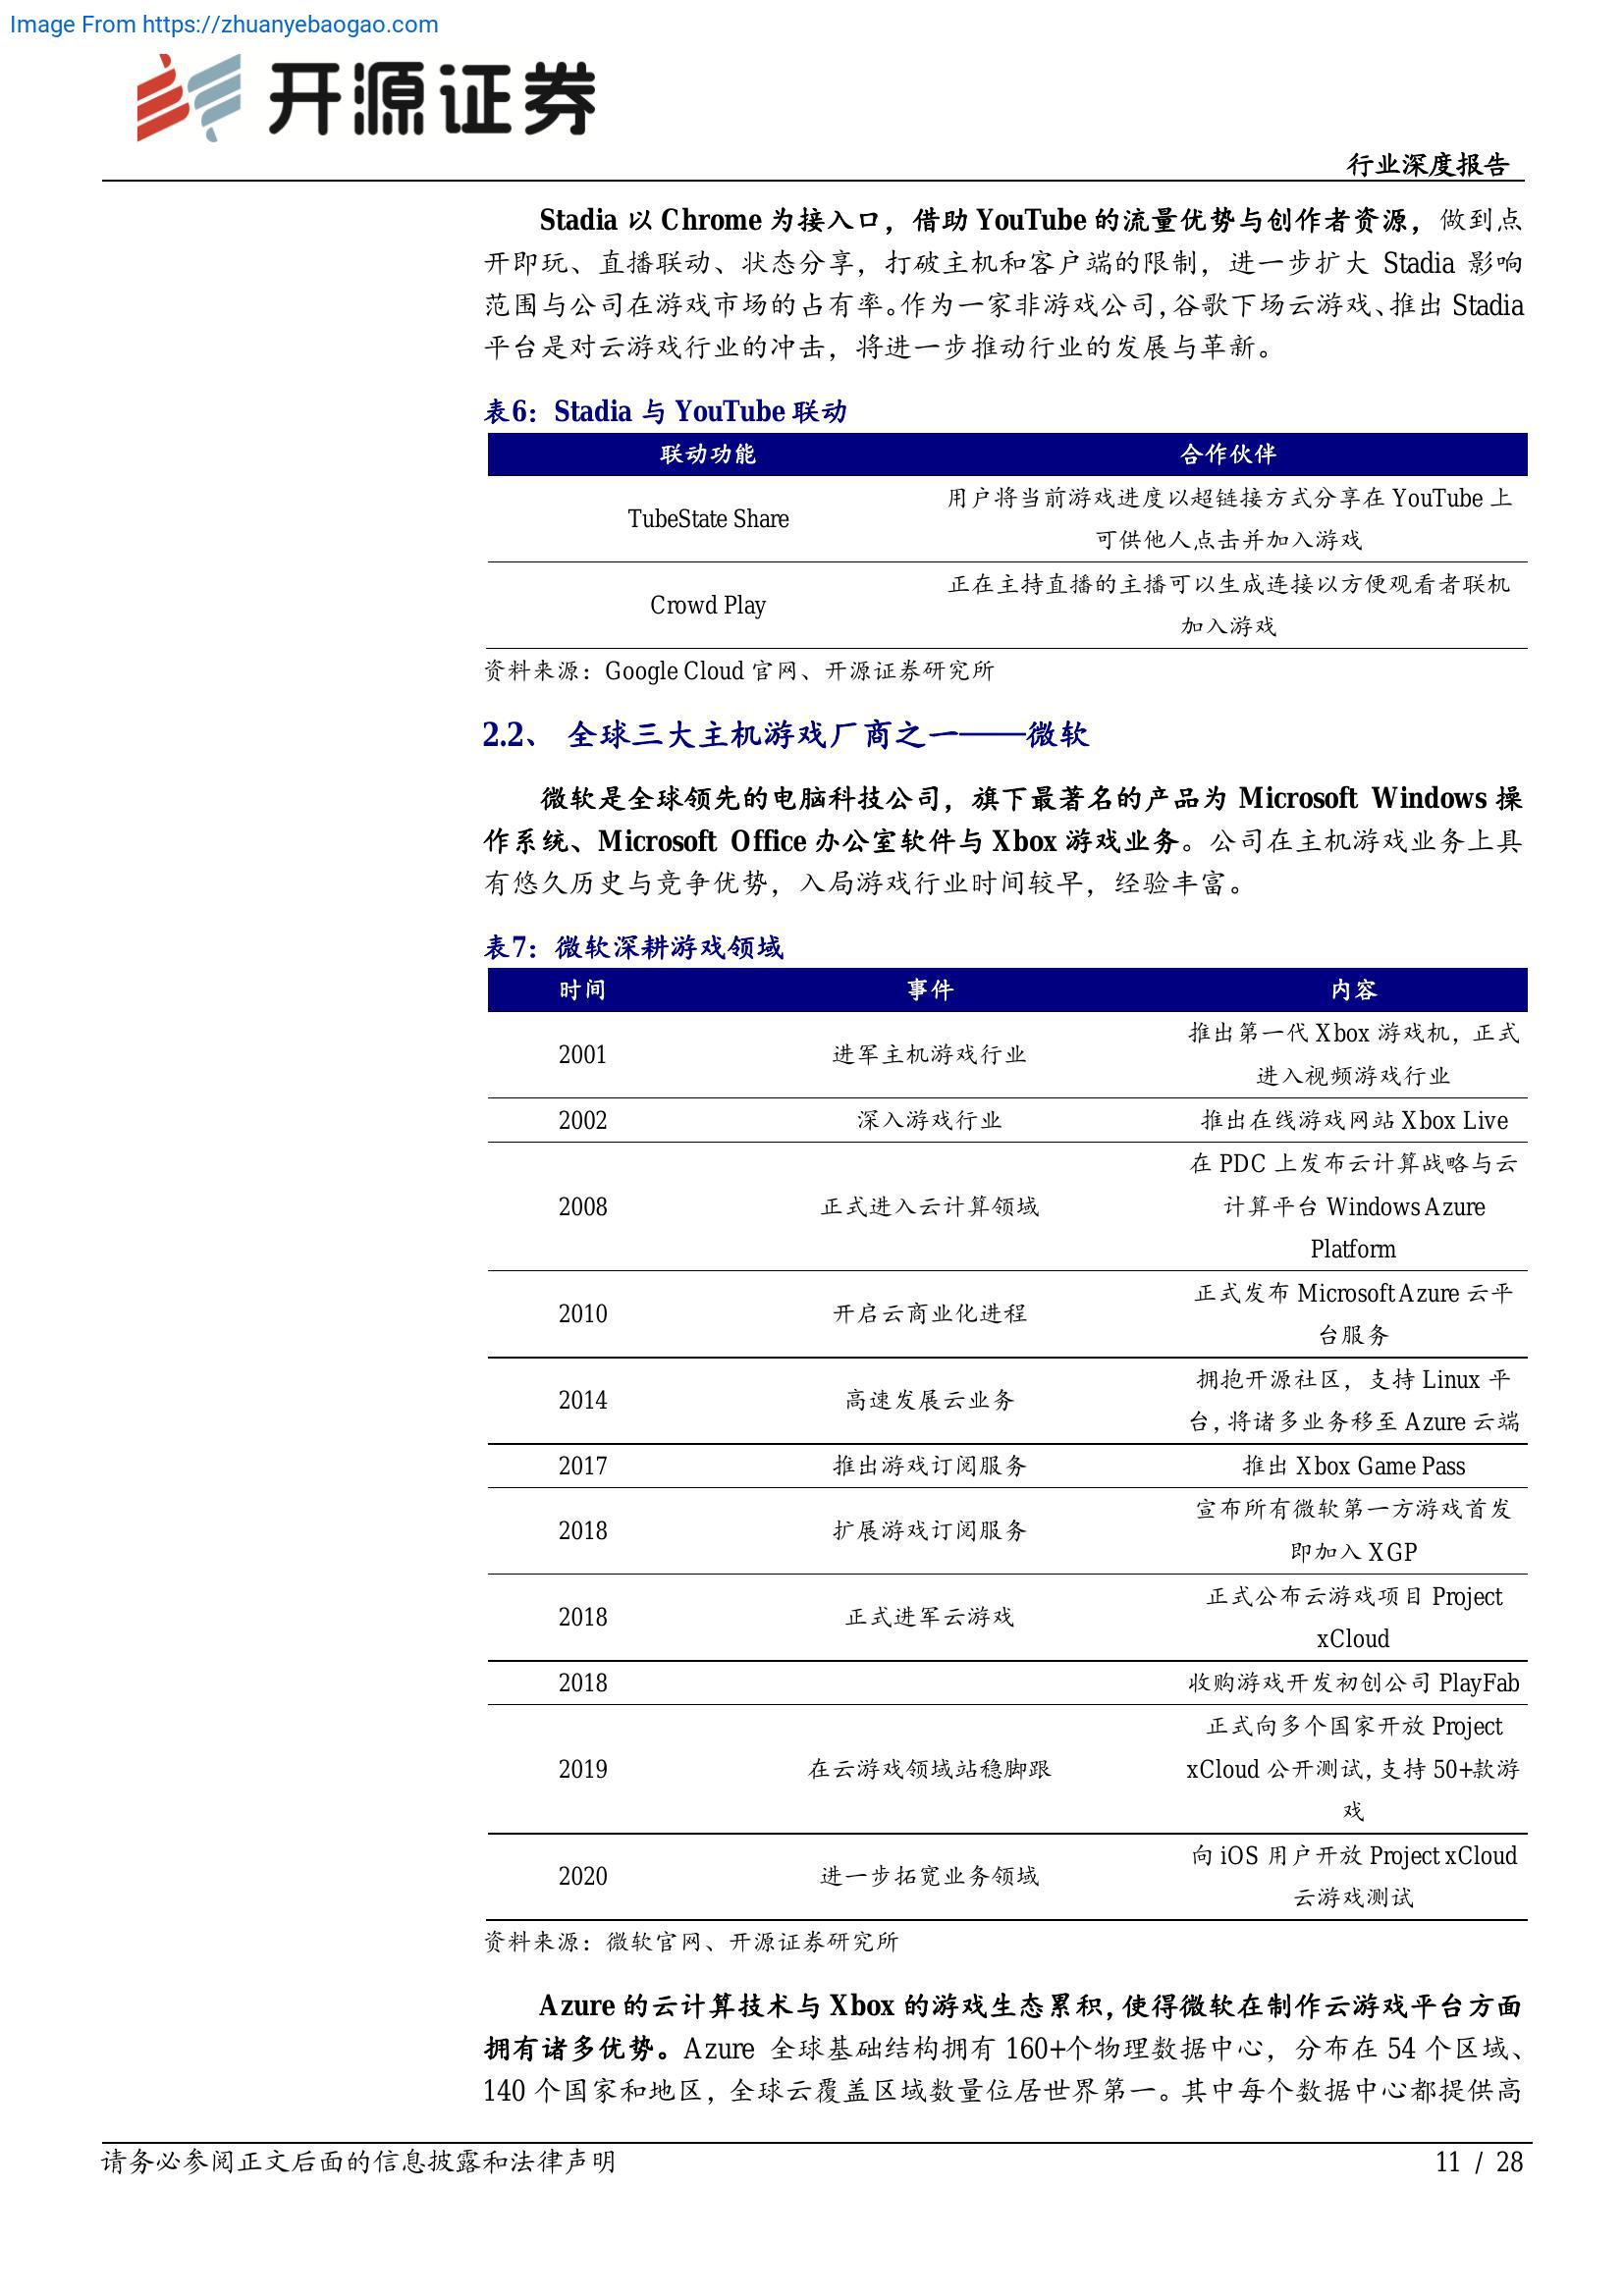 Image From https://zhuanyebaogao.com
开源证券
行业深度报告
Stadia 以 Chrome 为接入口，借助 YouTube 的流量优势与创作者资源，做到点
开即玩、直播联动、状态分享，打破主机和客户端的限制，进一步扩大 Stadia 影响
范围与公司在游戏市场的占有率。作为一家非游戏公司，谷歌下场云游戏、推出 Stadia
平台是对云游戏行业的冲击，将进一步推动行业的发展与革新。
表6：Stadia 与 YouTube 联动
联动功能 合作伙伴
用户将当前游戏进度以超链接方式分享在 YouTube 上
TubeState Share
可供他人点击并加入游戏
正在主持直播的主播可以生成连接以方便观看者联机
Crowd Play
加入游戏
资料来源：Google Cloud 官网、开源证券研究所
2.2、 全球三大主机游戏厂商之一——微软
微软是全球领先的电脑科技公司，旗下最著名的产品为 Microsoft Windows 操
作系统、Microsoft Office 办公室软件与 Xbox 游戏业务。公司在主机游戏业务上具
有悠久历史与竞争优势，入局游戏行业时间较早，经验丰富。
表7：微软深耕游戏领域
时间 事件 内容
推出第一代 Xbox 游戏机，正式
2001 进军主机游戏行业
进入视频游戏行业
2002 深入游戏行业 推出在线游戏网站 Xbox Live
在 PDC 上发布云计算战略与云
2008 正式进入云计算领域 计算平台 Windows Azure
Platform
正式发布 Microsoft Azure 云平
2010 开启云商业化进程
台服务
拥抱开源社区，支持 Linux 平
2014 高速发展云业务
台，将诸多业务移至 Azure 云端
2017 推出游戏订阅服务 推出 Xbox Game Pass
宣布所有微软第一方游戏首发
2018 扩展游戏订阅服务
即加入 XGP
正式公布云游戏项目 Project
2018 正式进军云游戏
xCloud
2018 收购游戏开发初创公司 PlayFab
正式向多个国家开放 Project
2019 在云游戏领域站稳脚跟 xCloud 公开测试，支持 50+款游
戏
向 iOS 用户开放 Project xCloud
2020 进一步拓宽业务领域
云游戏测试
资料来源：微软官网、开源证券研究所
Azure 的云计算技术与 Xbox 的游戏生态累积，使得微软在制作云游戏平台方面
拥有诸多优势。Azure 全球基础结构拥有 160+个物理数据中心，分布在 54 个区域、
140 个国家和地区，全球云覆盖区域数量位居世界第一。其中每个数据中心都提供高
请务必参阅正文后面的信息披露和法律声明 11 / 28